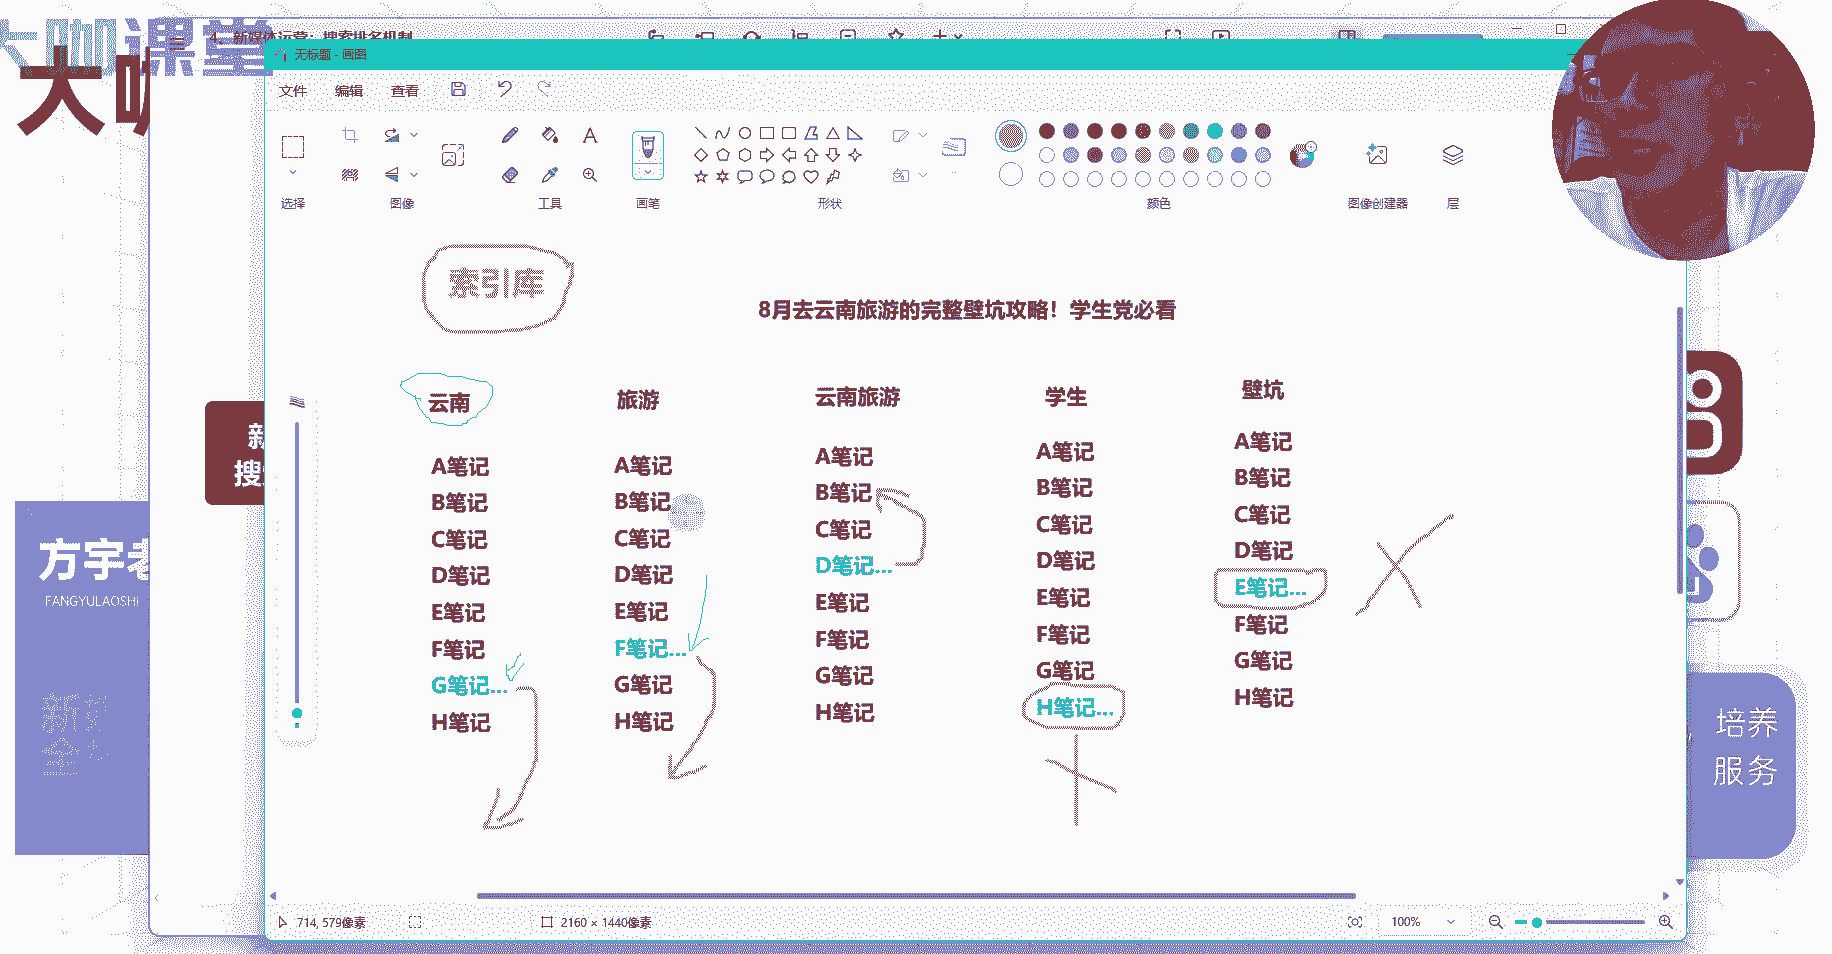 大咖课堂
大咖
4、新媒体运营：搜索排名机制
无标题 - 画图
文件 编辑 查看
选择 图像 工具 画笔 形状 颜色 图像创建器 层
索引库
8月去云南旅游的完整壁坑攻略！学生党必看
云南 旅游 云南旅游 学生 壁坑
A笔记 A笔记 A笔记 A笔记 A笔记
B笔记 B笔记 B笔记 B笔记 B笔记
C笔记 C笔记 C笔记 C笔记 C笔记
D笔记 D笔记 D笔记... D笔记 D笔记
E笔记 E笔记 E笔记 E笔记 E笔记...
F笔记 F笔记... F笔记 F笔记 F笔记
G笔记... G笔记 G笔记 G笔记 G笔记
H笔记 H笔记 H笔记 H笔记... H笔记
新
搜
方宇老
FANGYULAOSHI
新
全
培养
服务
714, 579像素
2160 × 1440像素
100%